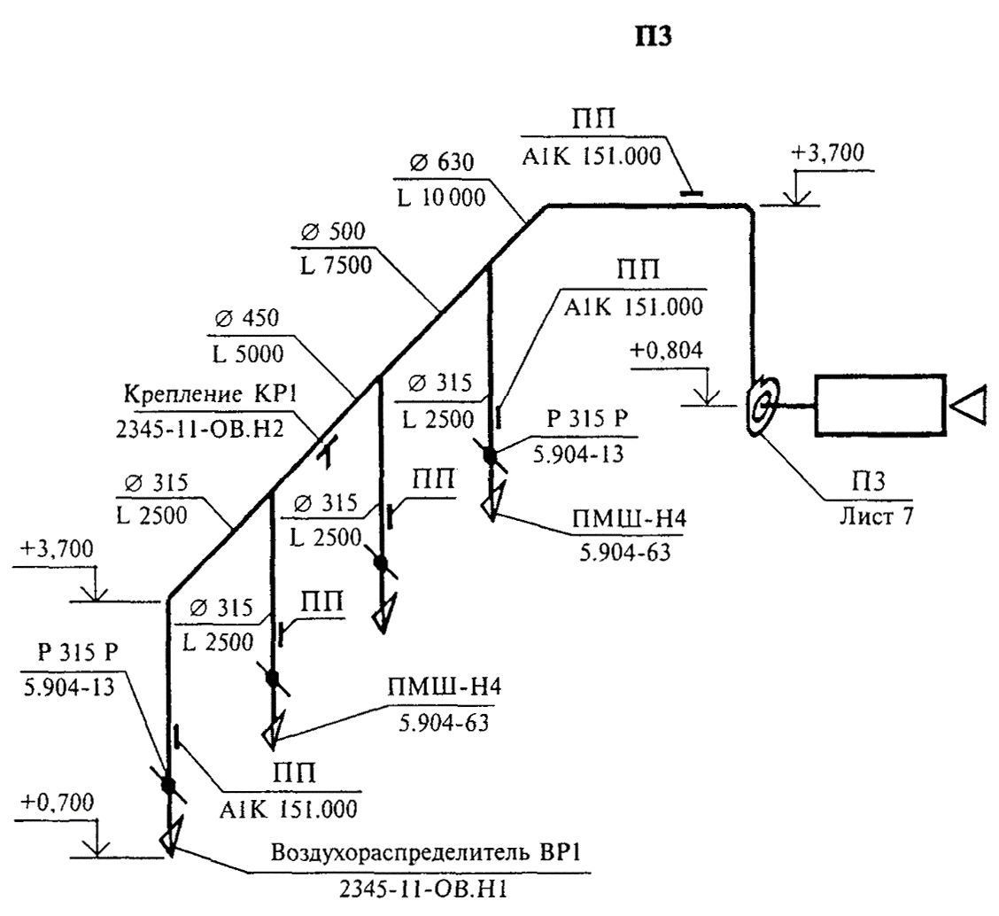 П3
ПП
А1К 151.000
+3,700
Ø 630
L 10 000
Ø 500
L 7500
ПП
А1К 151.000
Ø 450
L 5000
+0,804
Крепление КР1
2345-11-ОВ.Н2
Ø 315
L 2500
Р 315 Р
5.904-13
Ø 315
L 2500
ПП
П3
Лист 7
Ø 315
L 2500
ПМШ-Н4
5.904-63
+3,700
Ø 315
L 2500
ПП
Р 315 Р
5.904-13
ПМШ-Н4
5.904-63
ПП
А1К 151.000
+0,700
Воздухораспределитель ВР1
2345-11-ОВ.Н1